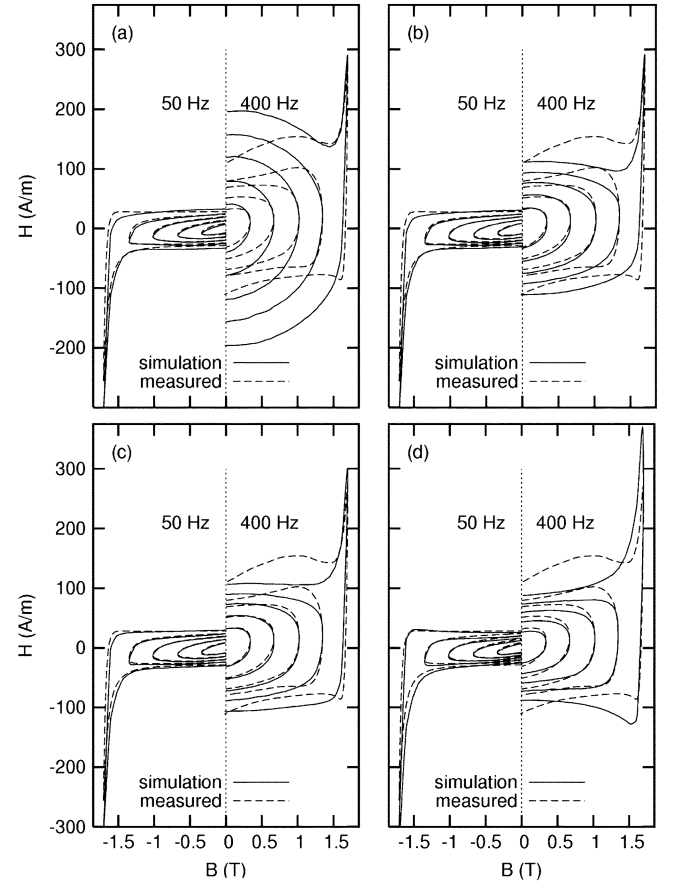 (a)
(b)
50 Hz 400 Hz
50 Hz 400 Hz
300
200
100
0
-100
-200
H (A/m)
simulation
measured
simulation
measured
(c)
(d)
50 Hz 400 Hz
50 Hz 400 Hz
300
200
100
0
-100
-200
-300
H (A/m)
simulation
measured
simulation
measured
-1.5 -1 -0.5 0 0.5 1 1.5
-1.5 -1 -0.5 0 0.5 1 1.5
B (T)
B (T)